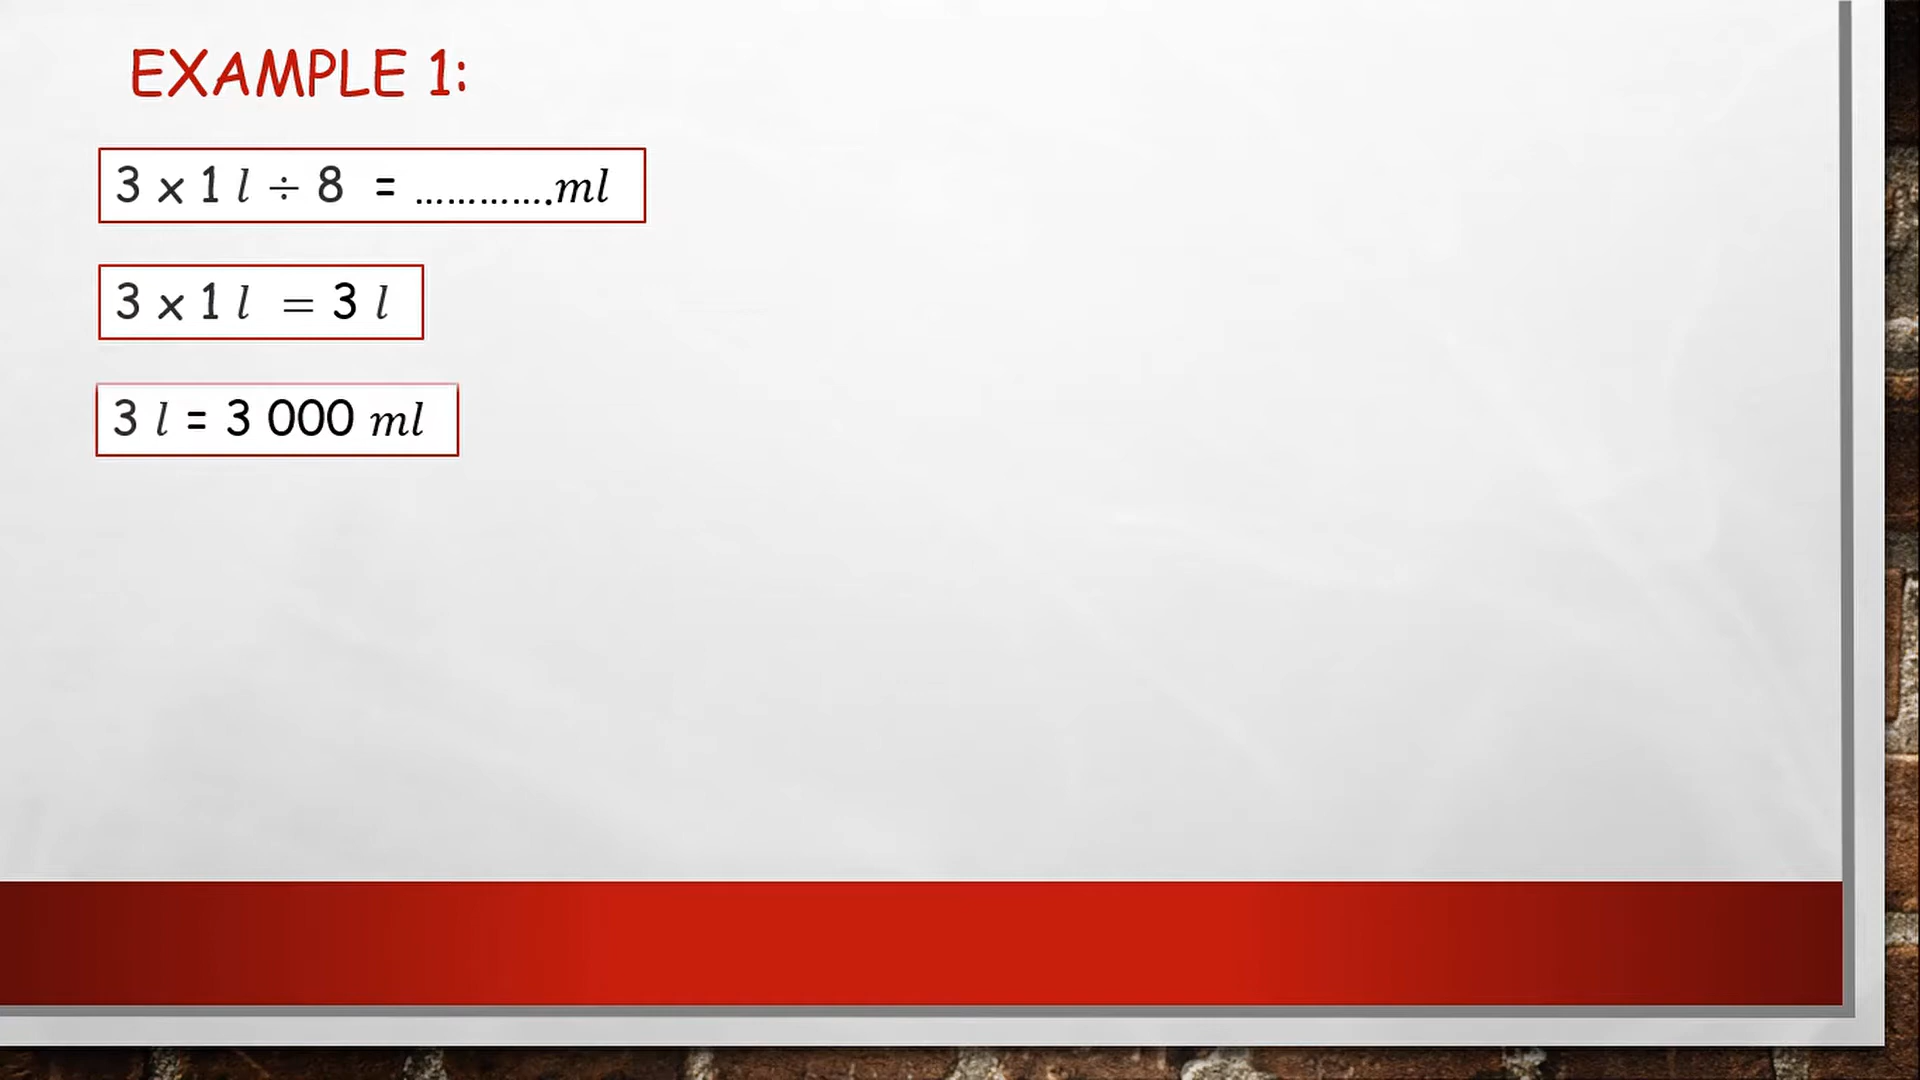 EXAMPLE 1:
3 x 1 l ÷ 8 = ………….ml
3 x 1 l = 3 l
3 l = 3 000 ml